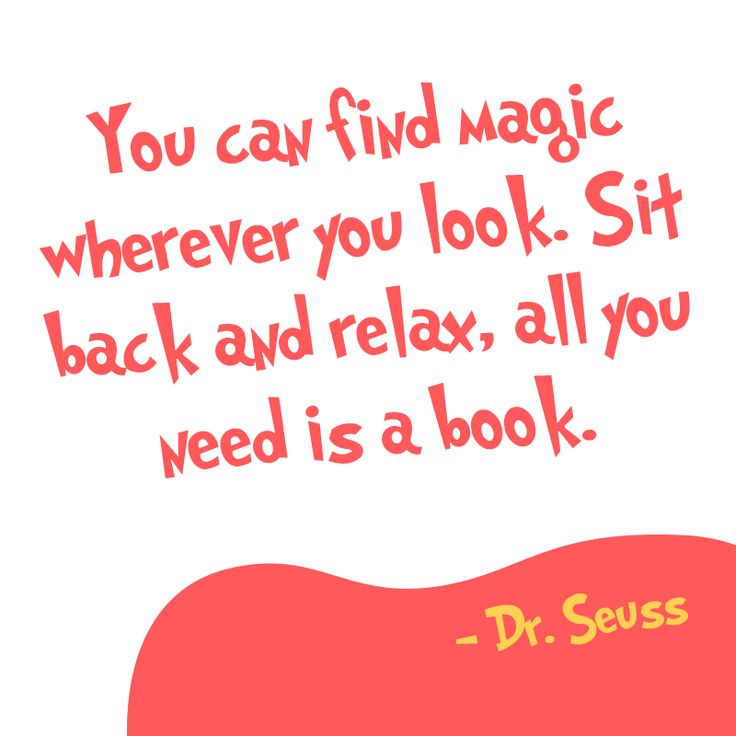 You can find magic
wherever you look. Sit
back and relax, all you
need is a book.
- Dr. Seuss